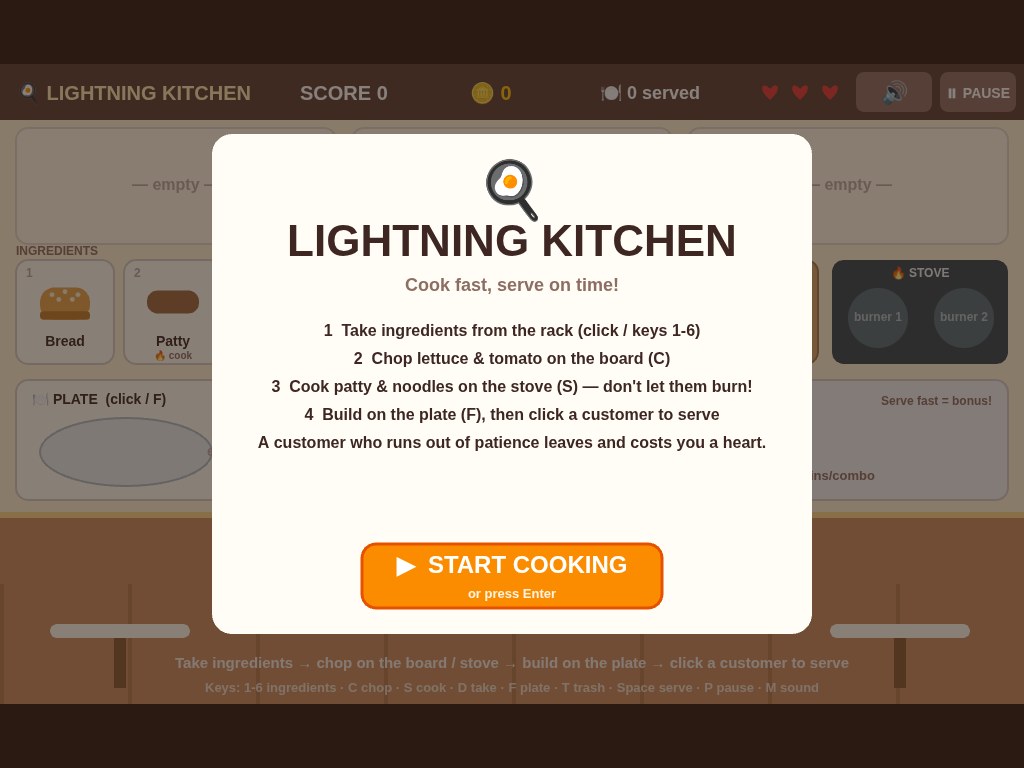 LIGHTNING KITCHEN
SCORE 0
0
0 served
PAUSE
— empty —
empty —
INGREDIENTS
1
2
Bread
Patty
cook
STOVE
burner 1
burner 2
PLATE (click / F)
Serve fast = bonus!
LIGHTNING KITCHEN
Cook fast, serve on time!
1 Take ingredients from the rack (click / keys 1-6)
2 Chop lettuce & tomato on the board (C)
3 Cook patty & noodles on the stove (S) — don't let them burn!
4 Build on the plate (F), then click a customer to serve
A customer who runs out of patience leaves and costs you a heart.
▶ START COOKING
or press Enter
Take ingredients → chop on the board / stove → build on the plate → click a customer to serve
Keys: 1-6 ingredients · C chop · S cook · D take · F plate · T trash · Space serve · P pause · M sound